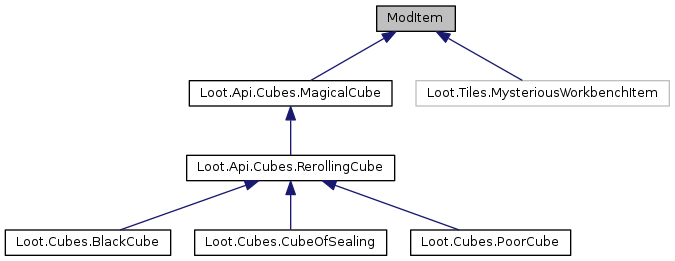 ModItem
Loot.Api.Cubes.MagicalCube
Loot.Tiles.MysteriousWorkbenchItem
Loot.Api.Cubes.RerollingCube
Loot.Cubes.BlackCube
Loot.Cubes.CubeOfSealing
Loot.Cubes.PoorCube